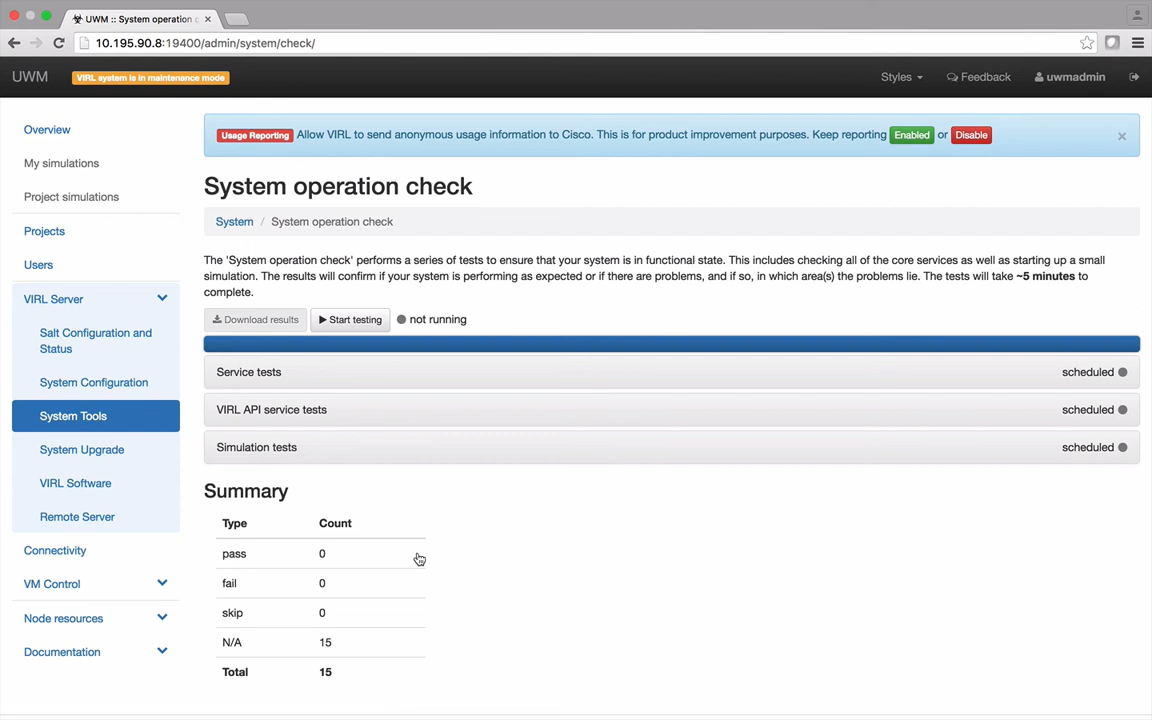 UWM :: System operation c
10.195.90.8:19400/admin/system/check/
UWM VIRL system is in maintenance mode Styles Feedback uwmadmin
Overview
My simulations
Project simulations
Projects
Users
VIRL Server
Salt Configuration and
Status
System Configuration
System Tools
System Upgrade
VIRL Software
Remote Server
Connectivity
VM Control
Node resources
Documentation
Usage Reporting Allow VIRL to send anonymous usage information to Cisco. This is for product improvement purposes. Keep reporting Enabled or Disable ×
System operation check
System / System operation check
The 'System operation check' performs a series of tests to ensure that your system is in functional state. This includes checking all of the core services as well as starting up a small
simulation. The results will confirm if your system is performing as expected or if there are problems, and if so, in which area(s) the problems lie. The tests will take ~5 minutes to
complete.
Download results Start testing not running
Service tests scheduled
VIRL API service tests scheduled
Simulation tests scheduled
Summary
Type Count
pass 0
fail 0
skip 0
N/A 15
Total 15